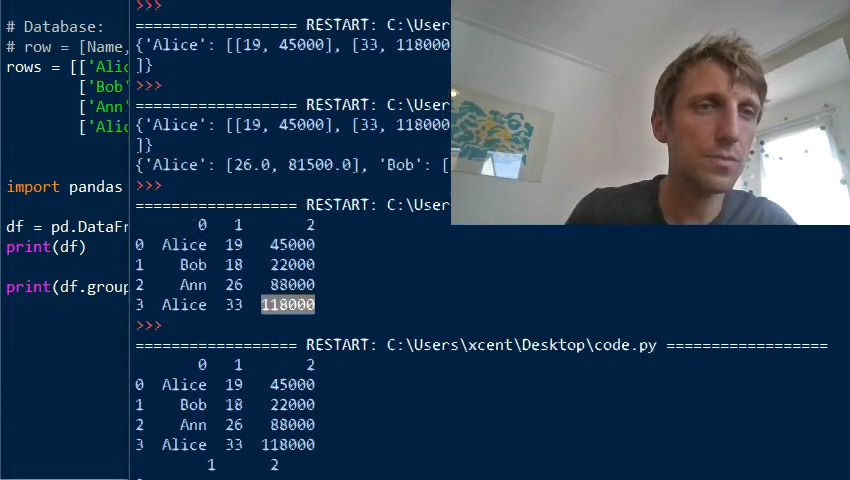 # Database:
# row = [Name,
rows = [['Alic
['Bob'
['Ann'
['Alic
import pandas
df = pd.DataFr
print(df)
print(df.group
>>>
================== RESTART: C:\User
{'Alice': [[19, 45000], [33, 118000
]}
>>>
================== RESTART: C:\User
{'Alice': [[19, 45000], [33, 118000
]}
{'Alice': [26.0, 81500.0], 'Bob': [
>>>
================== RESTART: C:\User
0 1 2
0 Alice 19 45000
1 Bob 18 22000
2 Ann 26 88000
3 Alice 33 118000
>>>
================== RESTART: C:\Users\xcent\Desktop\code.py ==================
0 1 2
0 Alice 19 45000
1 Bob 18 22000
2 Ann 26 88000
3 Alice 33 118000
1 2